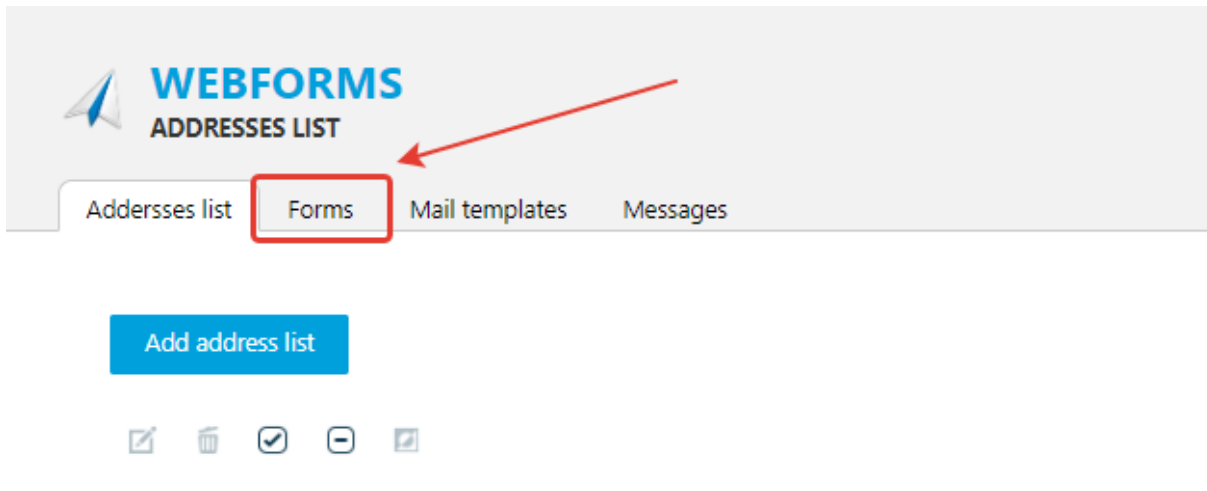 WEBFORMS
ADDRESSES LIST
Addersses list Forms Mail templates Messages
Add address list